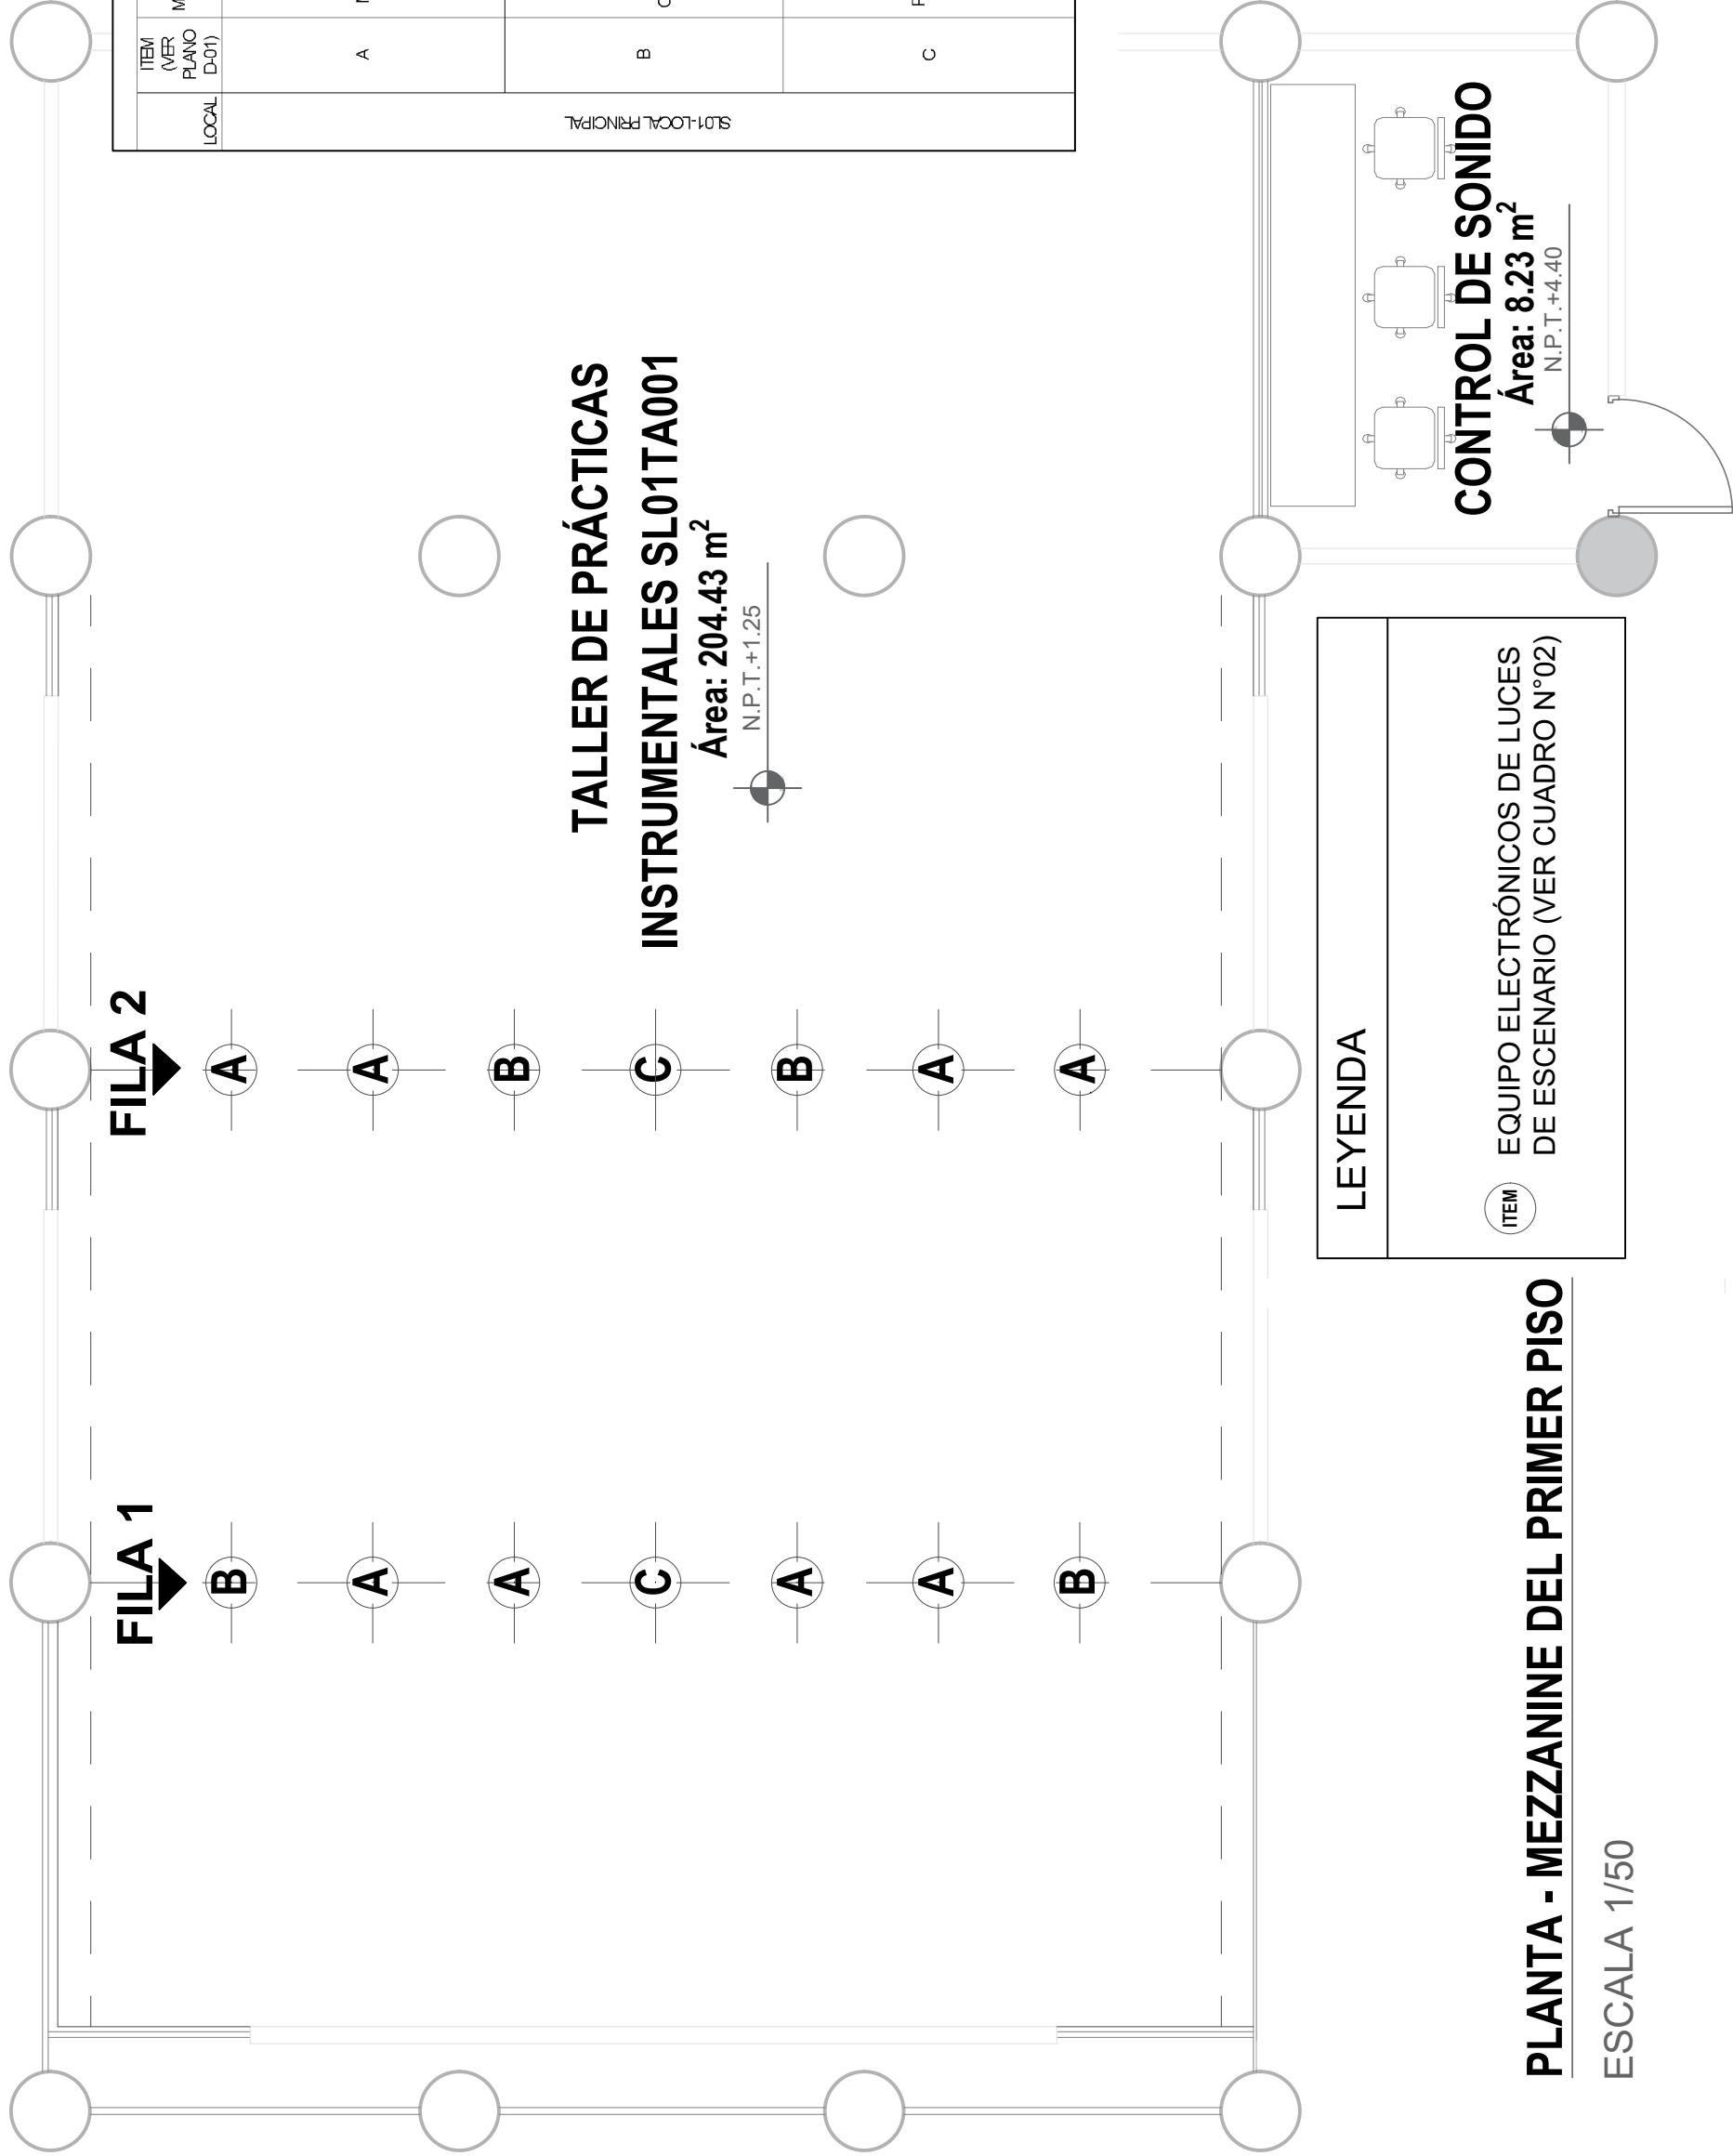 LOCAL
ITEM
(VER
PLANO
D-01)
M
SL01-LOCAL PRINCIPAL
A
B
C
TALLER DE PRÁCTICAS
INSTRUMENTALES SL01TA001
Área: 204.43 m²
N.P.T.+1.25
CONTROL DE SONIDO
Área: 8.23 m²
N.P.T.+4.40
FILA 2
A
A
B
C
B
A
A
FILA 1
B
A
A
C
A
A
B
LEYENDA
ITEM
EQUIPO ELECTRÓNICOS DE LUCES
DE ESCENARIO (VER CUADRO N°02)
PLANTA - MEZZANINE DEL PRIMER PISO
ESCALA 1/50